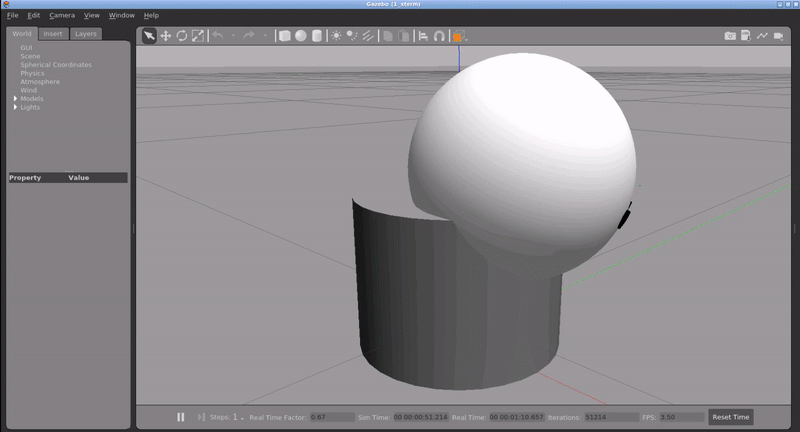 Gazebo (1_sterm)
File Edit Camera View Window Help
World Insert Layers
GUI
Scene
Spherical Coordinates
Physics
Atmosphere
Wind
Models
Lights
Property Value
Steps: 1 Real Time Factor: 0.67 Sim Time: 00 00:00:51.214 Real Time: 00 00:01:10.657 Iterations: 51214 FPS: 3.50 Reset Time